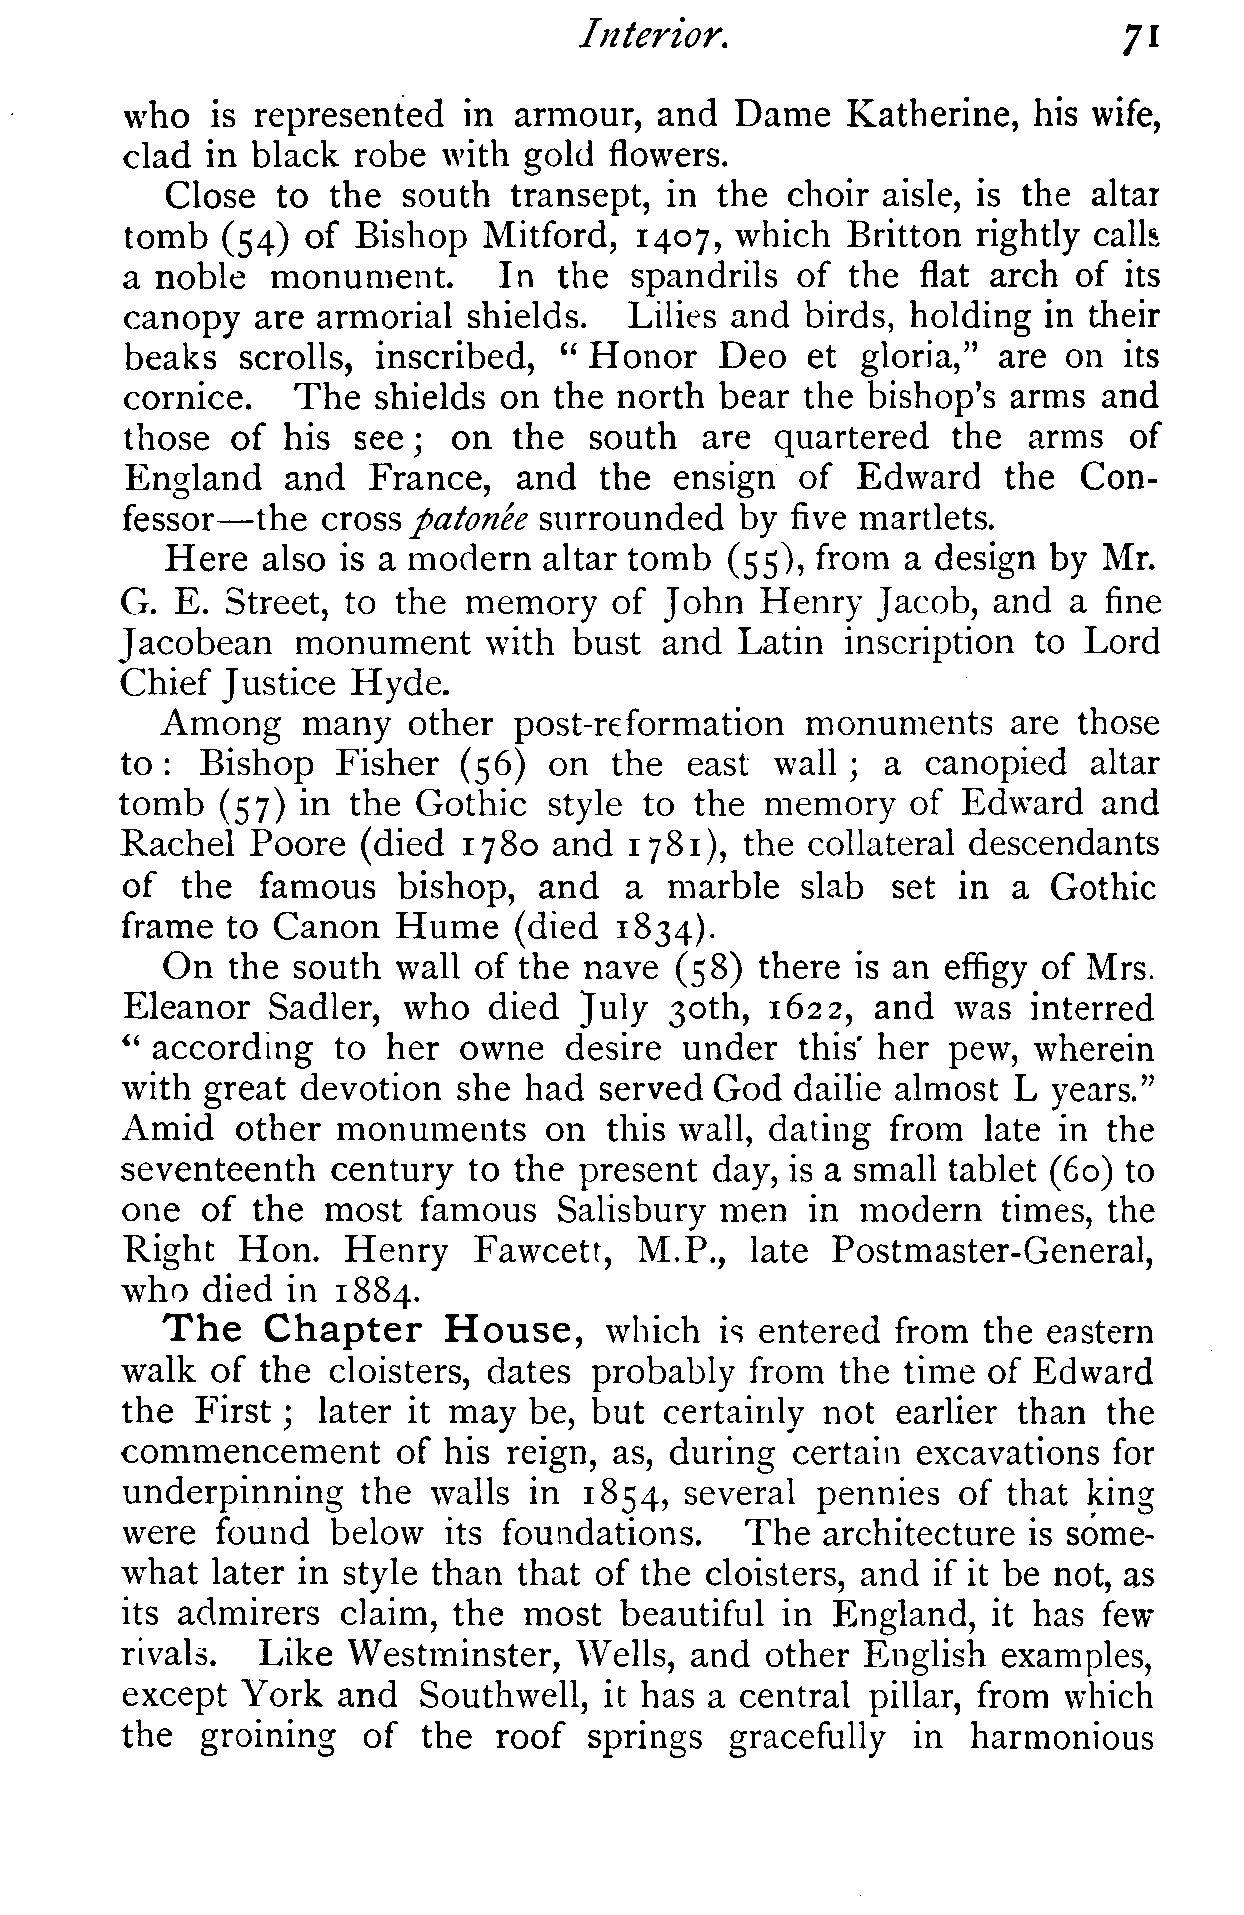 Interior. 71
who is represented in armour, and Dame Katherine, his wife,
clad in black robe with gold flowers.
Close to the south transept, in the choir aisle, is the altar
tomb (54) of Bishop Mitford, 1407, which Britton rightly calls
a noble monument. In the spandrils of the flat arch of its
canopy are armorial shields. Lilies and birds, holding in their
beaks scrolls, inscribed, “ Honor Deo et gloria,” are on its
cornice. The shields on the north bear the bishop's arms and
those of his see ; on the south are quartered the arms of
England and France, and the ensign of Edward the Con-
fessor—the cross patonée surrounded by five martlets.
Here also is a modern altar tomb (55), from a design by Mr.
G. E. Street, to the memory of John Henry Jacob, and a fine
Jacobean monument with bust and Latin inscription to Lord
Chief Justice Hyde.
Among many other post-reformation monuments are those
to : Bishop Fisher (56) on the east wall ; a canopied altar
tomb (57) in the Gothic style to the memory of Edward and
Rachel Poore (died 1780 and 1781), the collateral descendants
of the famous bishop, and a marble slab set in a Gothic
frame to Canon Hume (died 1834).
On the south wall of the nave (58) there is an effigy of Mrs.
Eleanor Sadler, who died July 30th, 1622, and was interred
“ according to her owne desire under this her pew, wherein
with great devotion she had served God dailie almost L years.”
Amid other monuments on this wall, dating from late in the
seventeenth century to the present day, is a small tablet (60) to
one of the most famous Salisbury men in modern times, the
Right Hon. Henry Fawcett, M.P., late Postmaster-General,
who died in 1884.
The Chapter House, which is entered from the eastern
walk of the cloisters, dates probably from the time of Edward
the First ; later it may be, but certainly not earlier than the
commencement of his reign, as, during certain excavations for
underpinning the walls in 1854, several pennies of that king
were found below its foundations. The architecture is some-
what later in style than that of the cloisters, and if it be not, as
its admirers claim, the most beautiful in England, it has few
rivals. Like Westminster, Wells, and other English examples,
except York and Southwell, it has a central pillar, from which
the groining of the roof springs gracefully in harmonious